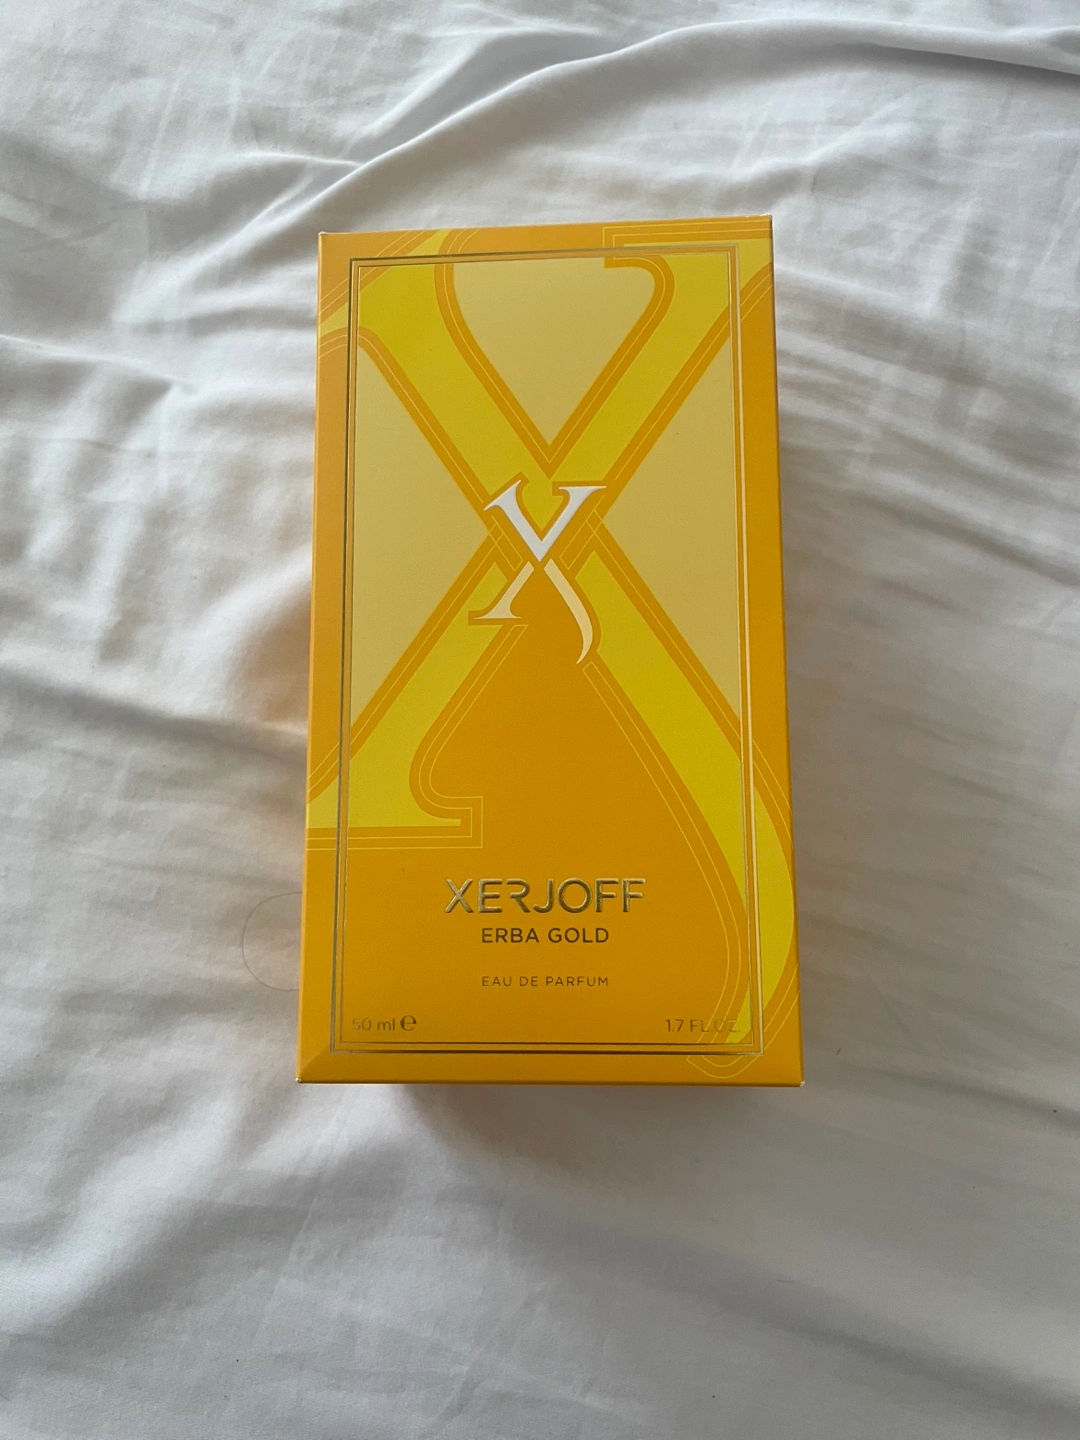 X
XERJOFF
ERBA GOLD
EAU DE PARFUM
50 ml ℮
1.7 FL.OZ.